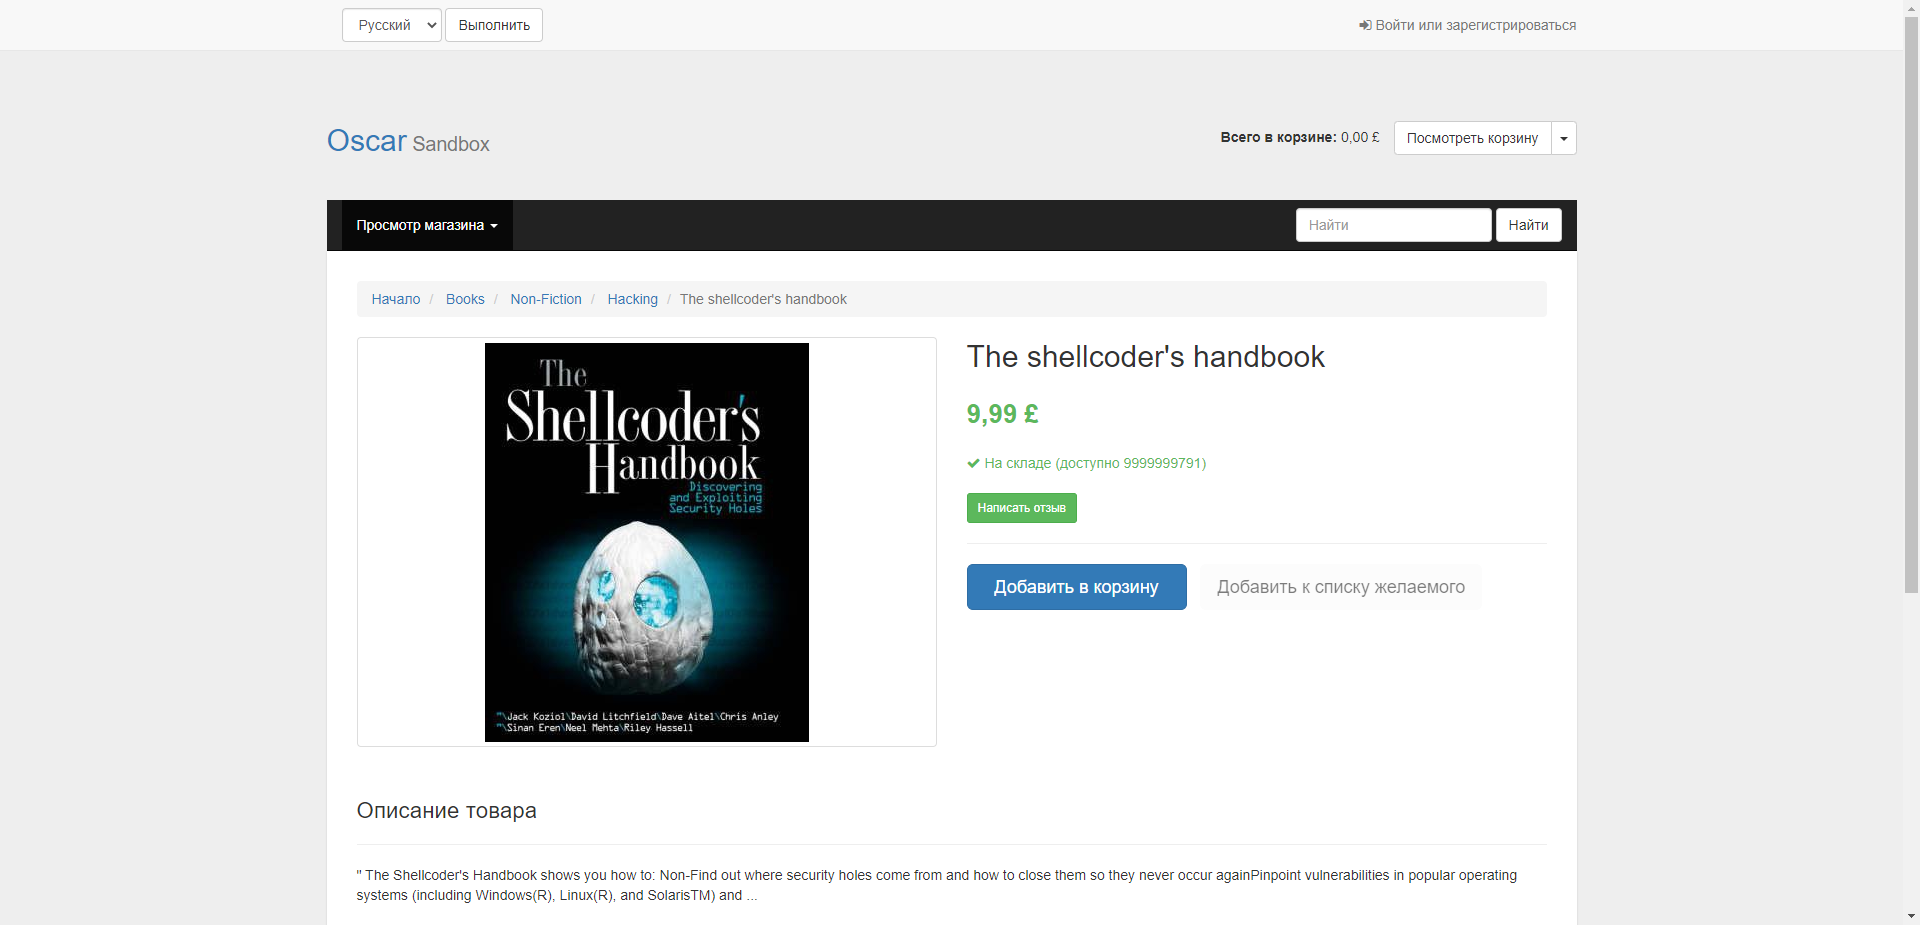 Русский Выполнить Войти или зарегистрироваться
Oscar Sandbox
Всего в корзине: 0,00 £ Посмотреть корзину
Просмотр магазина Найти Найти
Начало / Books / Non-Fiction / Hacking / The shellcoder's handbook
The
Shellcoder's
Handbook
Discovering
and Exploiting
Security Holes
"\Jack Koziol\David Litchfield\Dave Aitel\Chris Anley
"\Sinan Eren\Neel Mehta\Riley Hassell
The shellcoder's handbook
9,99 £
На складе (доступно 9999999791)
Написать отзыв
Добавить в корзину Добавить к списку желаемого
Описание товара
" The Shellcoder's Handbook shows you how to: Non-Find out where security holes come from and how to close them so they never occur againPinpoint vulnerabilities in popular operating
systems (including Windows(R), Linux(R), and SolarisTM) and ...